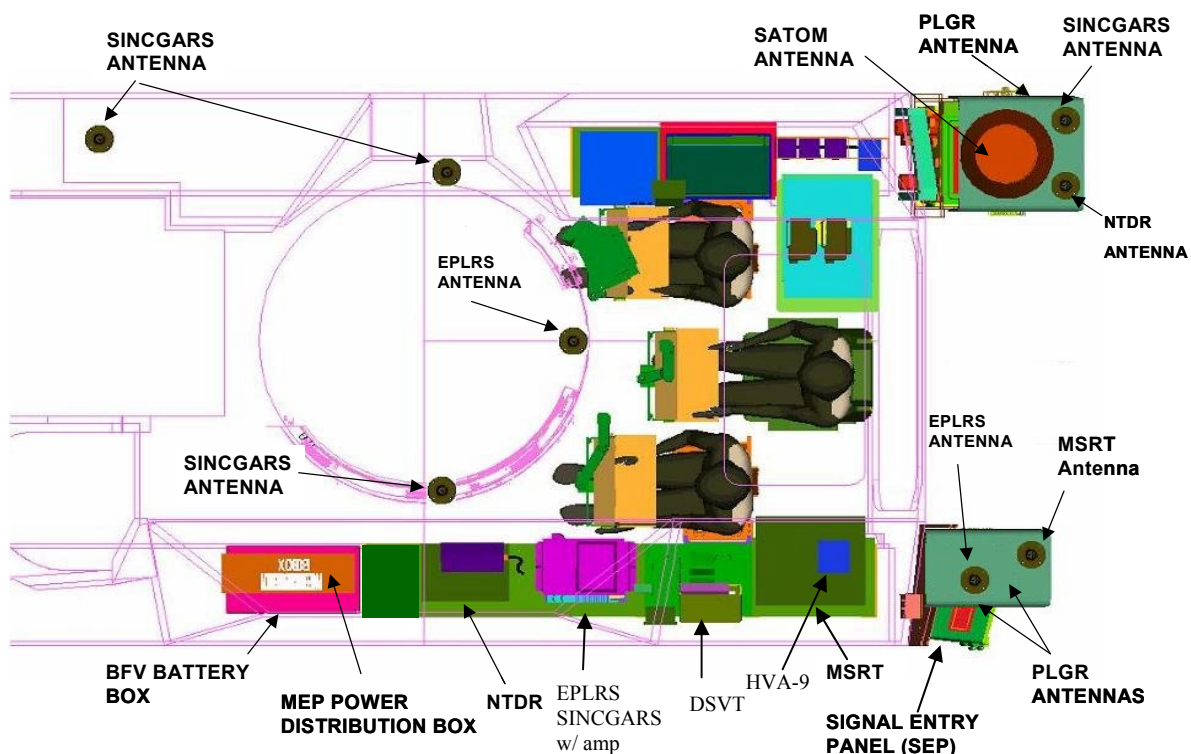 SINCGARS
ANTENNA
SATOM
ANTENNA
PLGR
ANTENNA
SINCGARS
ANTENNA
NTDR
ANTENNA
EPLRS
ANTENNA
SINCGARS
ANTENNA
EPLRS
ANTENNA
MSRT
Antenna
BFV BATTERY
BOX
MEP POWER
DISTRIBUTION BOX
NTDR
EPLRS
SINCGARS
w/ amp
DSVT
HVA-9
MSRT
SIGNAL ENTRY
PANEL (SEP)
PLGR
ANTENNAS